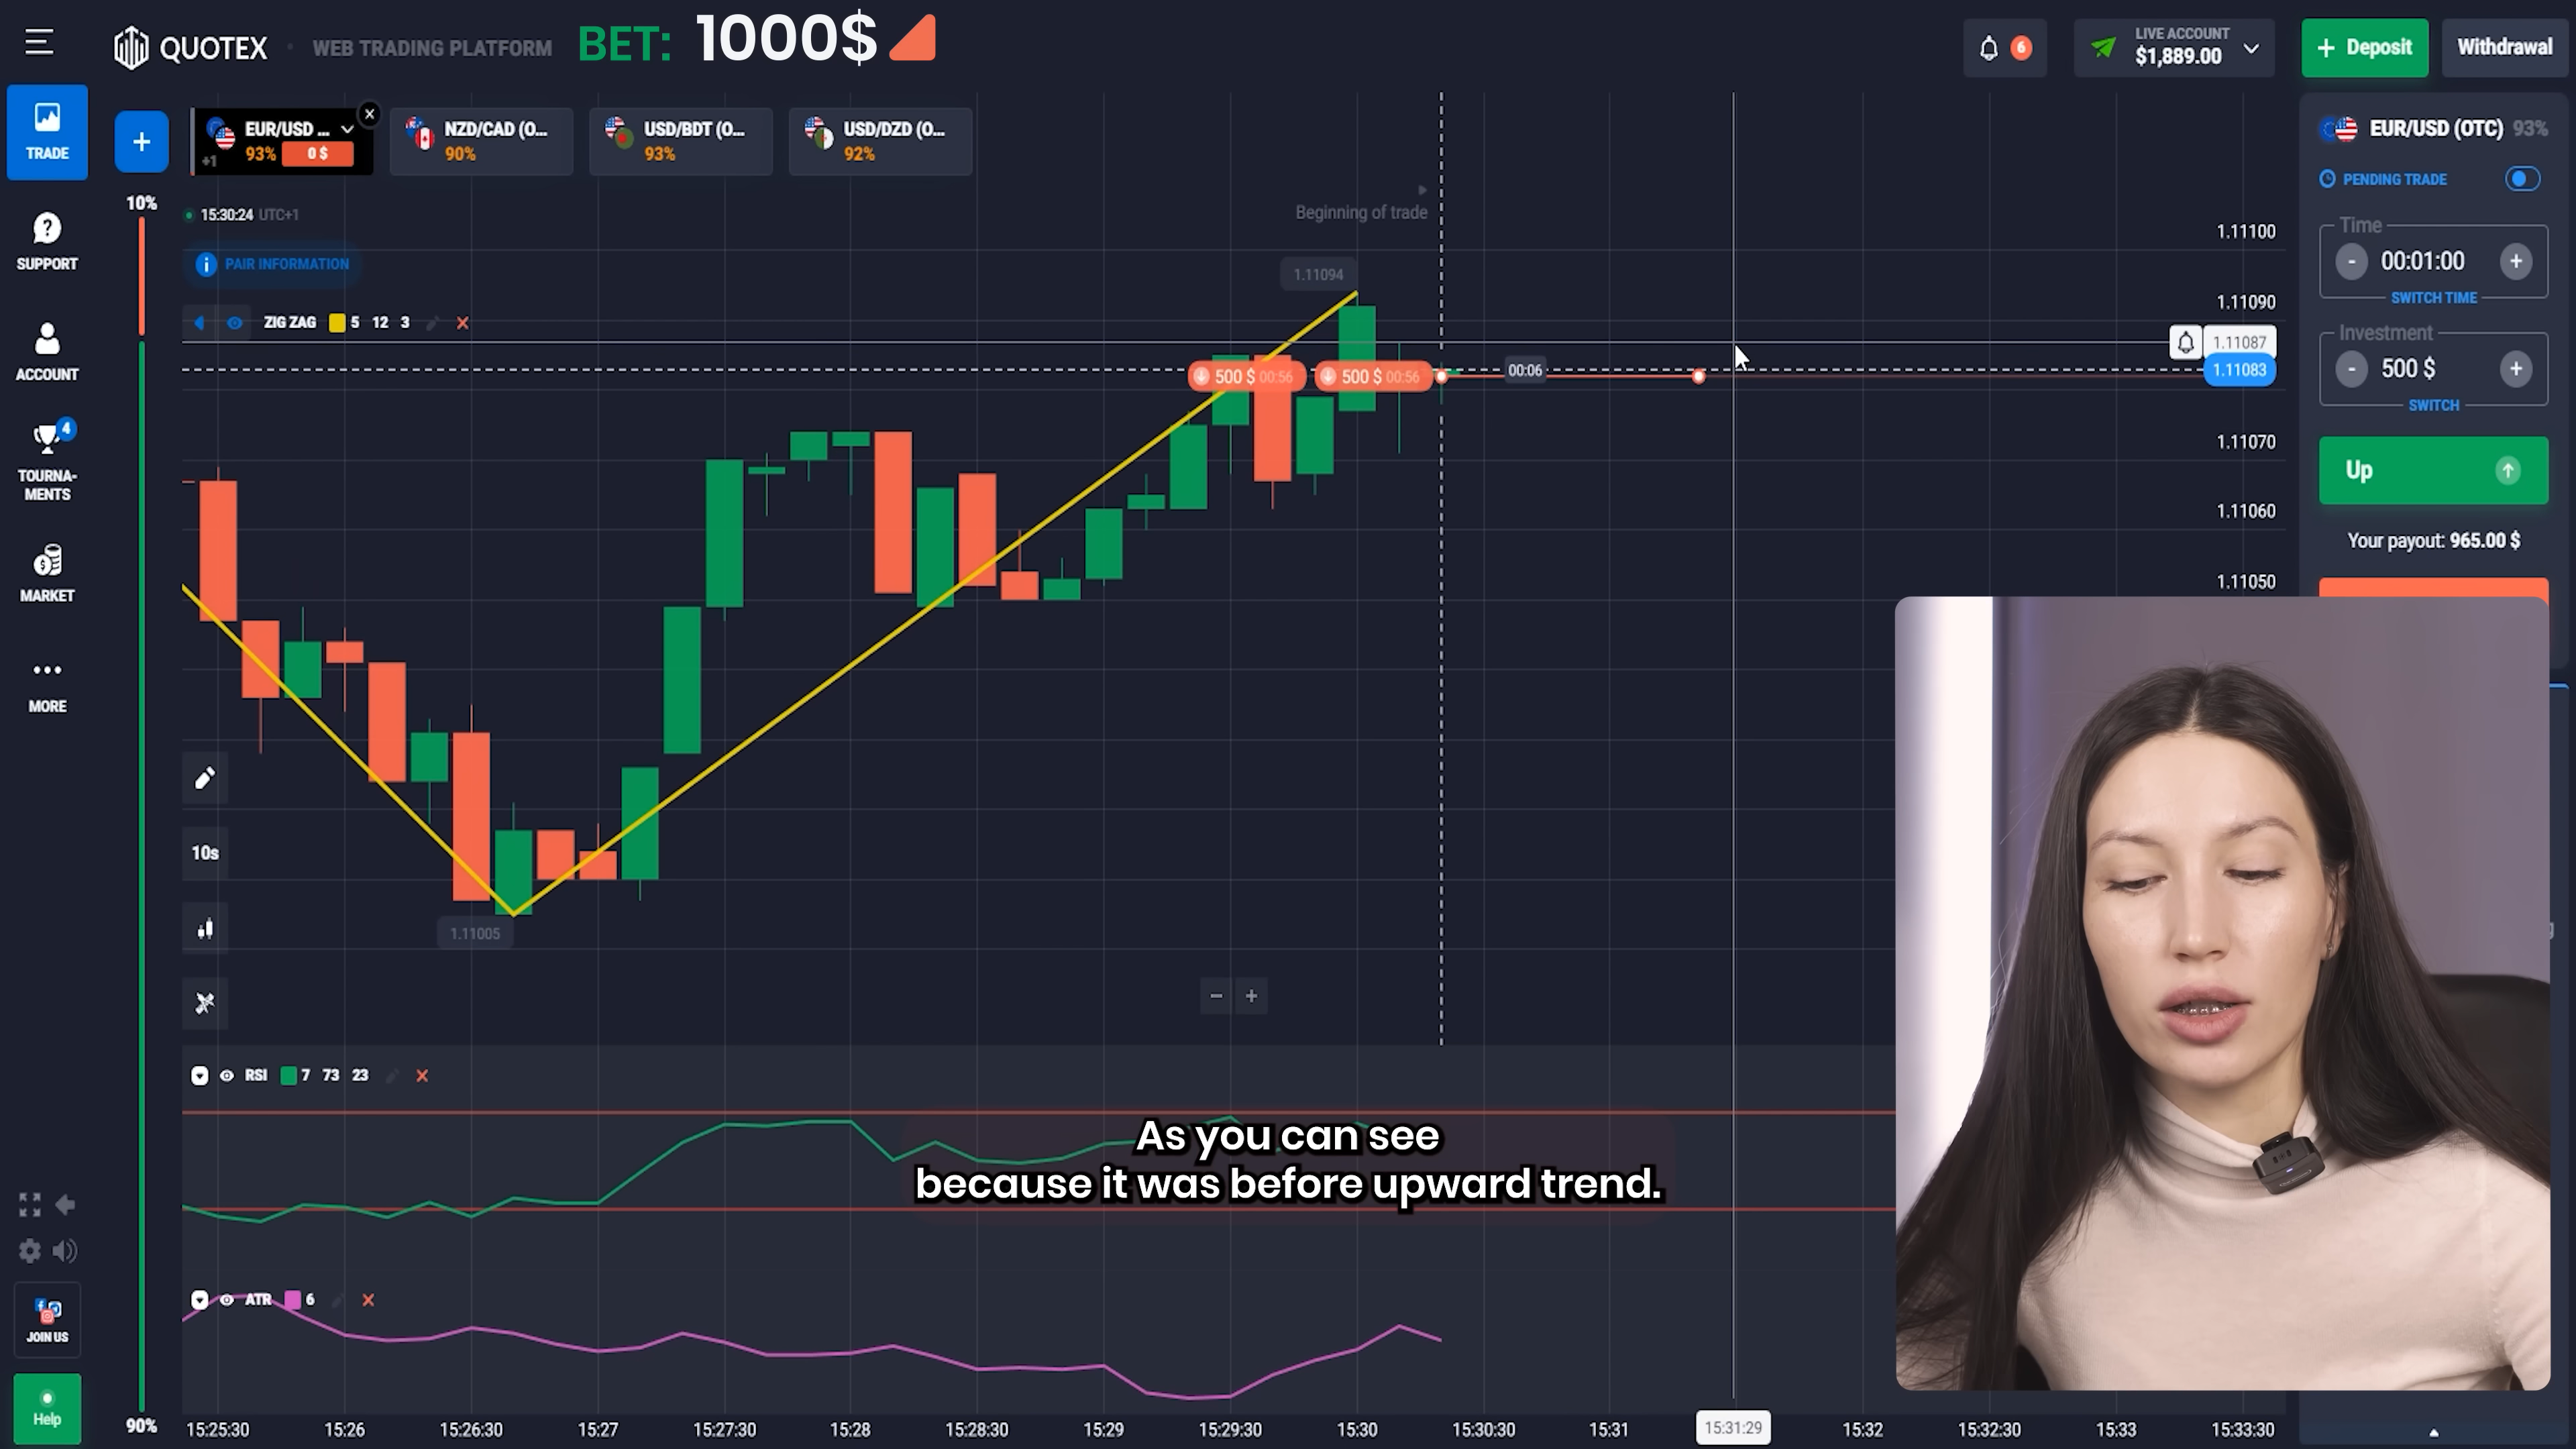 QUOTEX
WEB TRADING PLATFORM
BET: 1000$
6
LIVE ACCOUNT
$1,889.00
+ Deposit
Withdrawal
TRADE
SUPPORT
ACCOUNT
4
TOURNA-
MENTS
MARKET
MORE
JOIN US
Help
+
EUR/USD ...
+1
93%
0 $
NZD/CAD (O...
90%
USD/BDT (O...
93%
USD/DZD (O...
92%
10%
90%
15:30:24 UTC+1
PAIR INFORMATION
ZIG ZAG 5 12 3
Beginning of trade
1.11094
500 $ 00:56
500 $ 00:56
00:06
1.11005
10s
1.11100
1.11090
1.11087
1.11083
1.11070
1.11060
1.11050
EUR/USD (OTC) 93%
PENDING TRADE
Time
- 00:01:00 +
SWITCH TIME
Investment
- 500 $ +
SWITCH
Up
Your payout: 965.00 $
RSI 7 73 23
As you can see
because it was before upward trend.
ATR 6
15:25:30
15:26
15:26:30
15:27
15:27:30
15:28
15:28:30
15:29
15:29:30
15:30
15:30:30
15:31
15:31:29
15:32
15:32:30
15:33
15:33:30